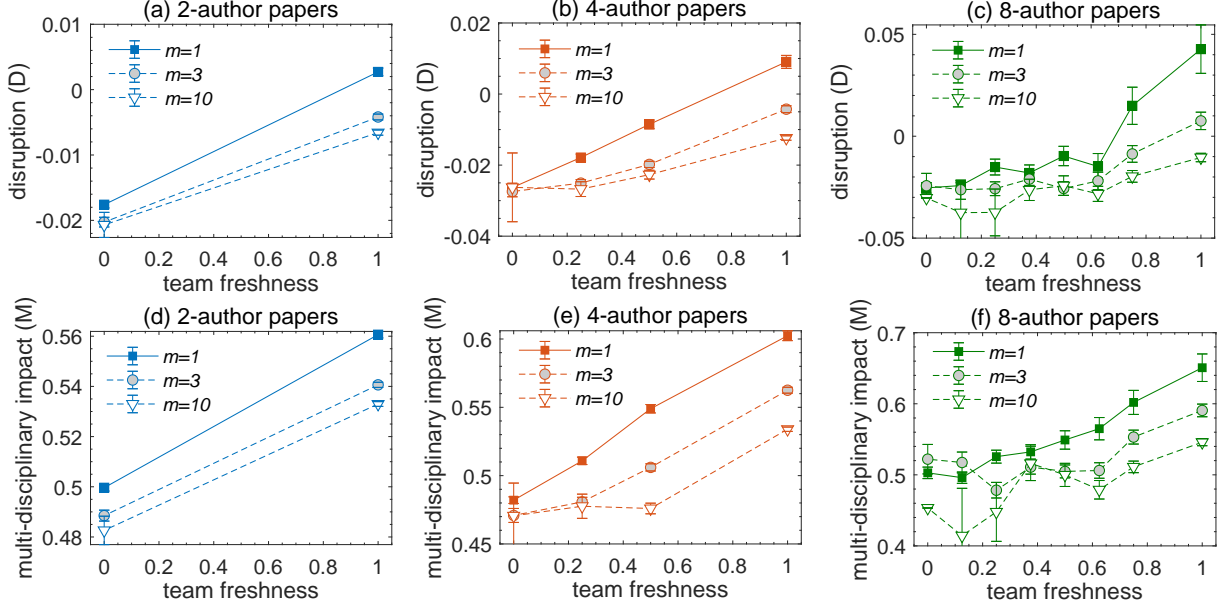 (a) 2-author papers
0.01
0
-0.01
-0.02
disruption (D)
m=1
m=3
m=10
0 0.2 0.4 0.6 0.8 1
team freshness
(b) 4-author papers
0.02
0
-0.02
-0.04
disruption (D)
m=1
m=3
m=10
0 0.2 0.4 0.6 0.8 1
team freshness
(c) 8-author papers
0.05
0
-0.05
disruption (D)
m=1
m=3
m=10
0 0.2 0.4 0.6 0.8 1
team freshness
(d) 2-author papers
0.56
0.54
0.52
0.5
0.48
multi-disciplinary impact (M)
m=1
m=3
m=10
0 0.2 0.4 0.6 0.8 1
team freshness
(e) 4-author papers
0.6
0.55
0.5
0.45
multi-disciplinary impact (M)
m=1
m=3
m=10
0 0.2 0.4 0.6 0.8 1
team freshness
(f) 8-author papers
0.7
0.6
0.5
0.4
multi-disciplinary impact (M)
m=1
m=3
m=10
0 0.2 0.4 0.6 0.8 1
team freshness